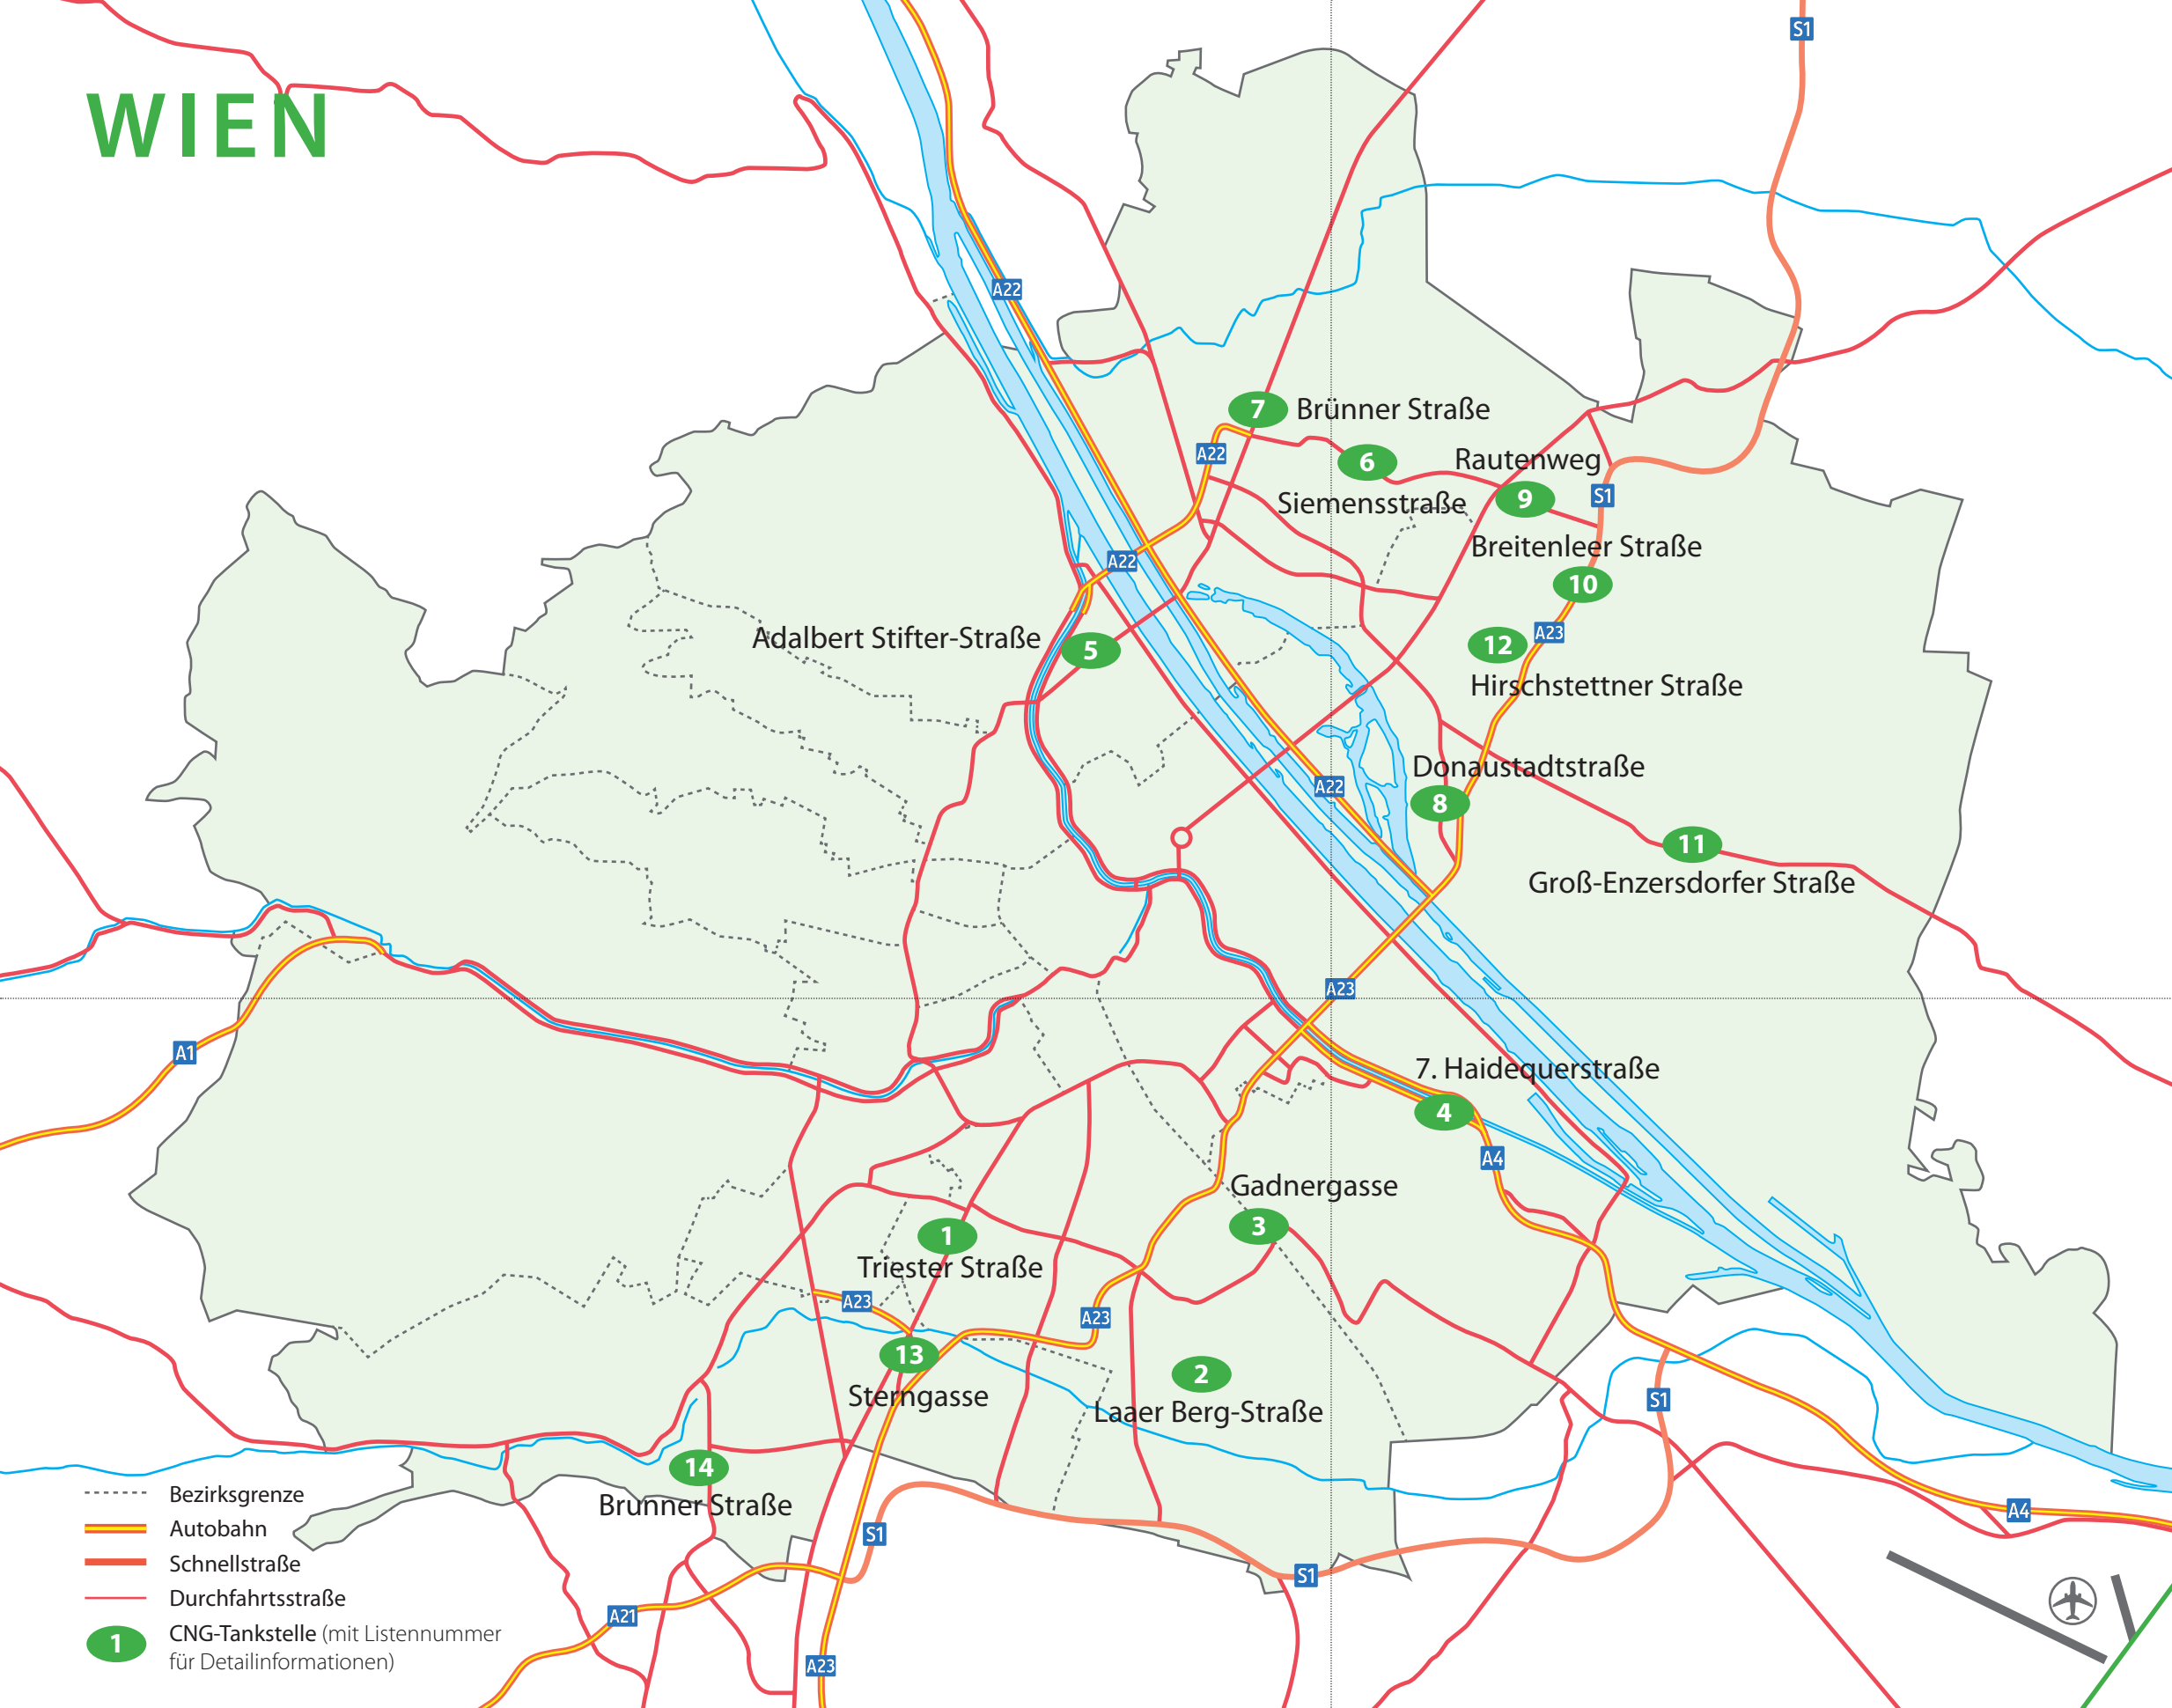 WIEN
S1
A22
7 Brünner Straße
A22
6
Rautenweg
Siemensstraße
9
S1
Breitenleer Straße
A22
10
Adalbert Stifter-Straße
5
12
A23
Hirschstettner Straße
Donaustadtstraße
A22
8
11
Groß-Enzersdorfer Straße
A23
A1
7. Haidequerstraße
4
A4
Gadnergasse
3
1
Triester Straße
A23
A23
13
Sterngasse
2
Laaer Berg-Straße
S1
14
Brunner Straße
S1
A4
S1
A21
A23
Bezirksgrenze
Autobahn
Schnellstraße
Durchfahrtsstraße
1
CNG-Tankstelle (mit Listennummer
für Detailinformationen)